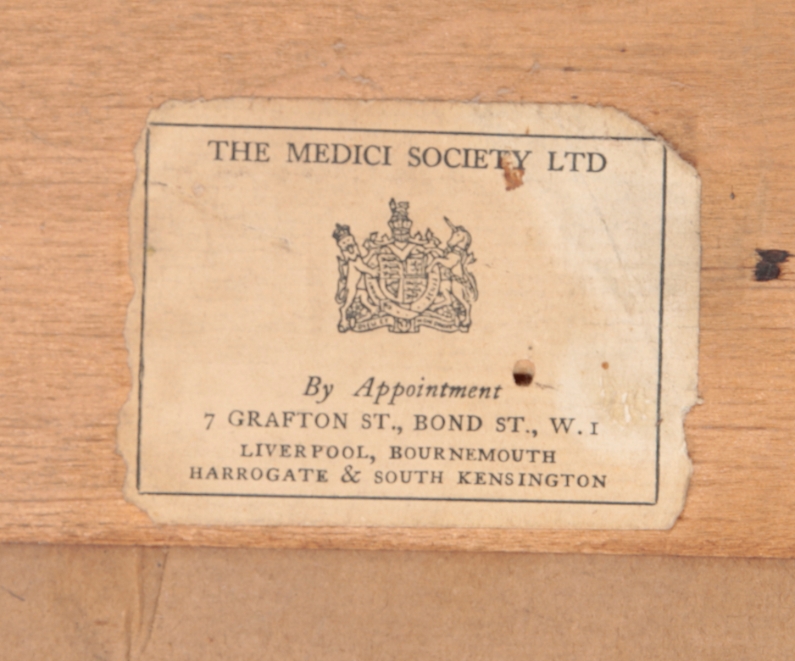 THE MEDICI SOCIETY LTD
By Appointment
7 GRAFTON ST., BOND ST., W.1
LIVERPOOL, BOURNEMOUTH
HARROGATE & SOUTH KENSINGTON